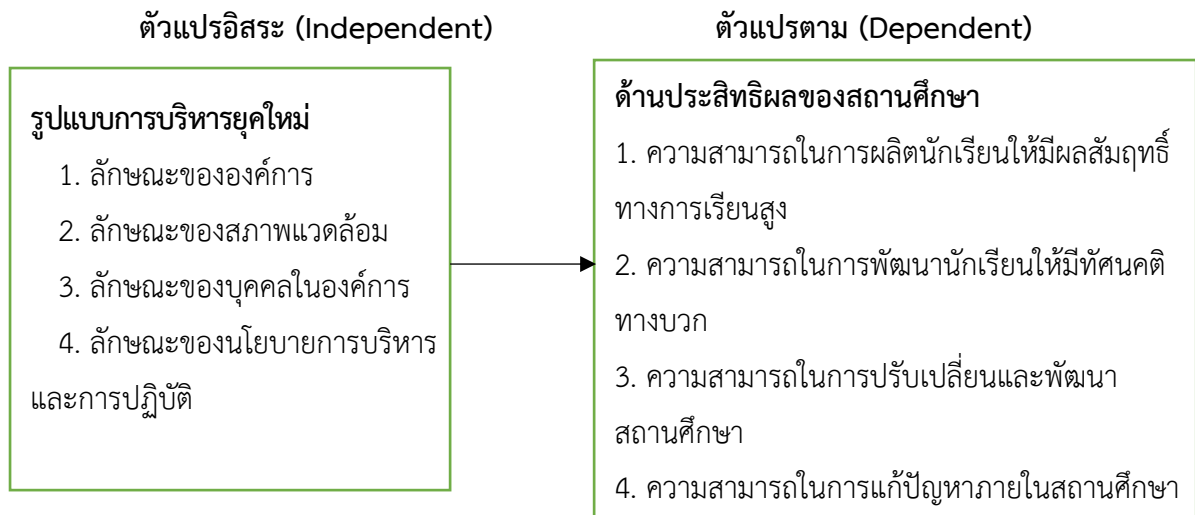 ตัวแปรอิสระ (Independent)
ตัวแปรตาม (Dependent)
รูปแบบการบริหารยุคใหม่
1. ลักษณะขององค์การ
2. ลักษณะของสภาพแวดล้อม
3. ลักษณะของบุคคลในองค์การ
4. ลักษณะของนโยบายการบริหาร
และการปฏิบัติ
ด้านประสิทธิผลของสถานศึกษา
1. ความสามารถในการผลิตนักเรียนให้มีผลสัมฤทธิ์
ทางการเรียนสูง
2. ความสามารถในการพัฒนานักเรียนให้มีทัศนคติ
ทางบวก
3. ความสามารถในการปรับเปลี่ยนและพัฒนา
สถานศึกษา
4. ความสามารถในการแก้ปัญหาภายในสถานศึกษา